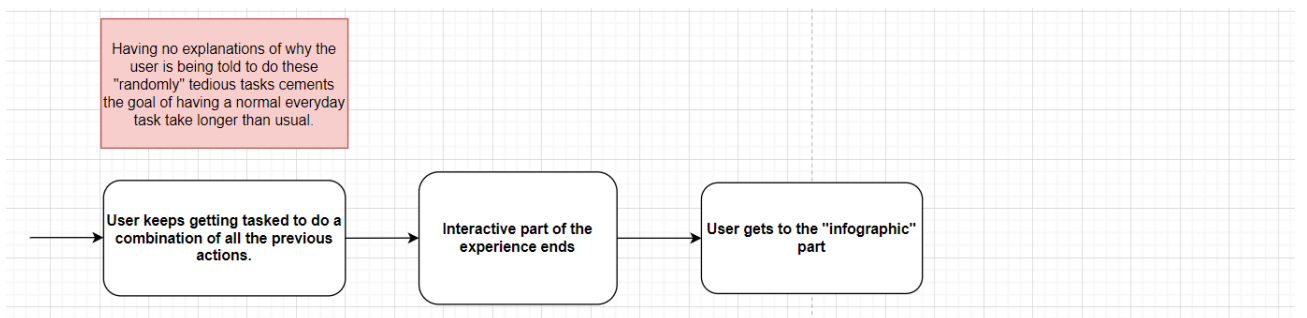 Having no explanations of why the
user is being told to do these
"randomly" tedious tasks cements
the goal of having a normal everyday
task take longer than usual.
User keeps getting tasked to do a
combination of all the previous
actions.
Interactive part of the
experience ends
User gets to the "infographic"
part